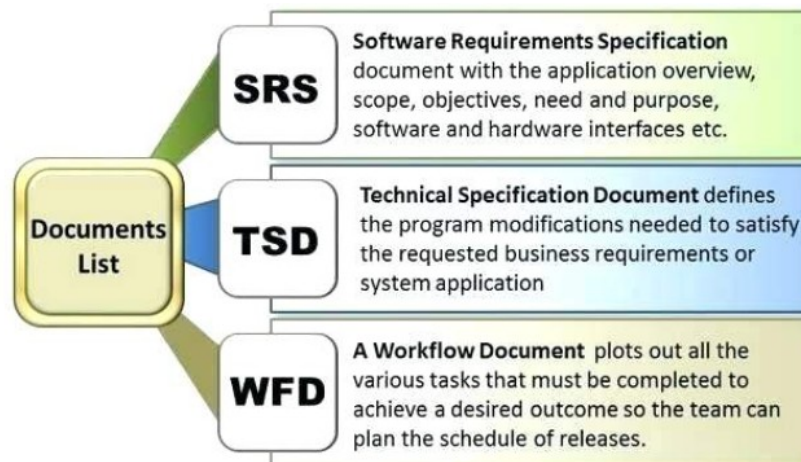 Documents
List
SRS
Software Requirements Specification
document with the application overview,
scope, objectives, need and purpose,
software and hardware interfaces etc.
TSD
Technical Specification Document defines
the program modifications needed to satisfy
the requested business requirements or
system application
WFD
A Workflow Document plots out all the
various tasks that must be completed to
achieve a desired outcome so the team can
plan the schedule of releases.